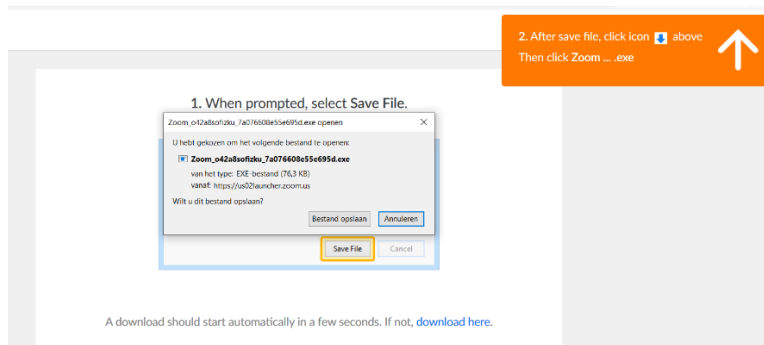 2. After save file, click icon above
Then click Zoom ... .exe
1. When prompted, select Save File.
Zoom_o42a8sofizku_7a076608e55e695d.exe openen
U hebt gekozen om het volgende bestand te openen:
Zoom_o42a8sofizku_7a076608e55e695d.exe
van het type: EXE-bestand (76,3 KB)
vanaf: https://us02launcher.zoom.us
Wilt u dit bestand opslaan?
Bestand opslaan Annuleren
Save File Cancel
A download should start automatically in a few seconds. If not, download here.